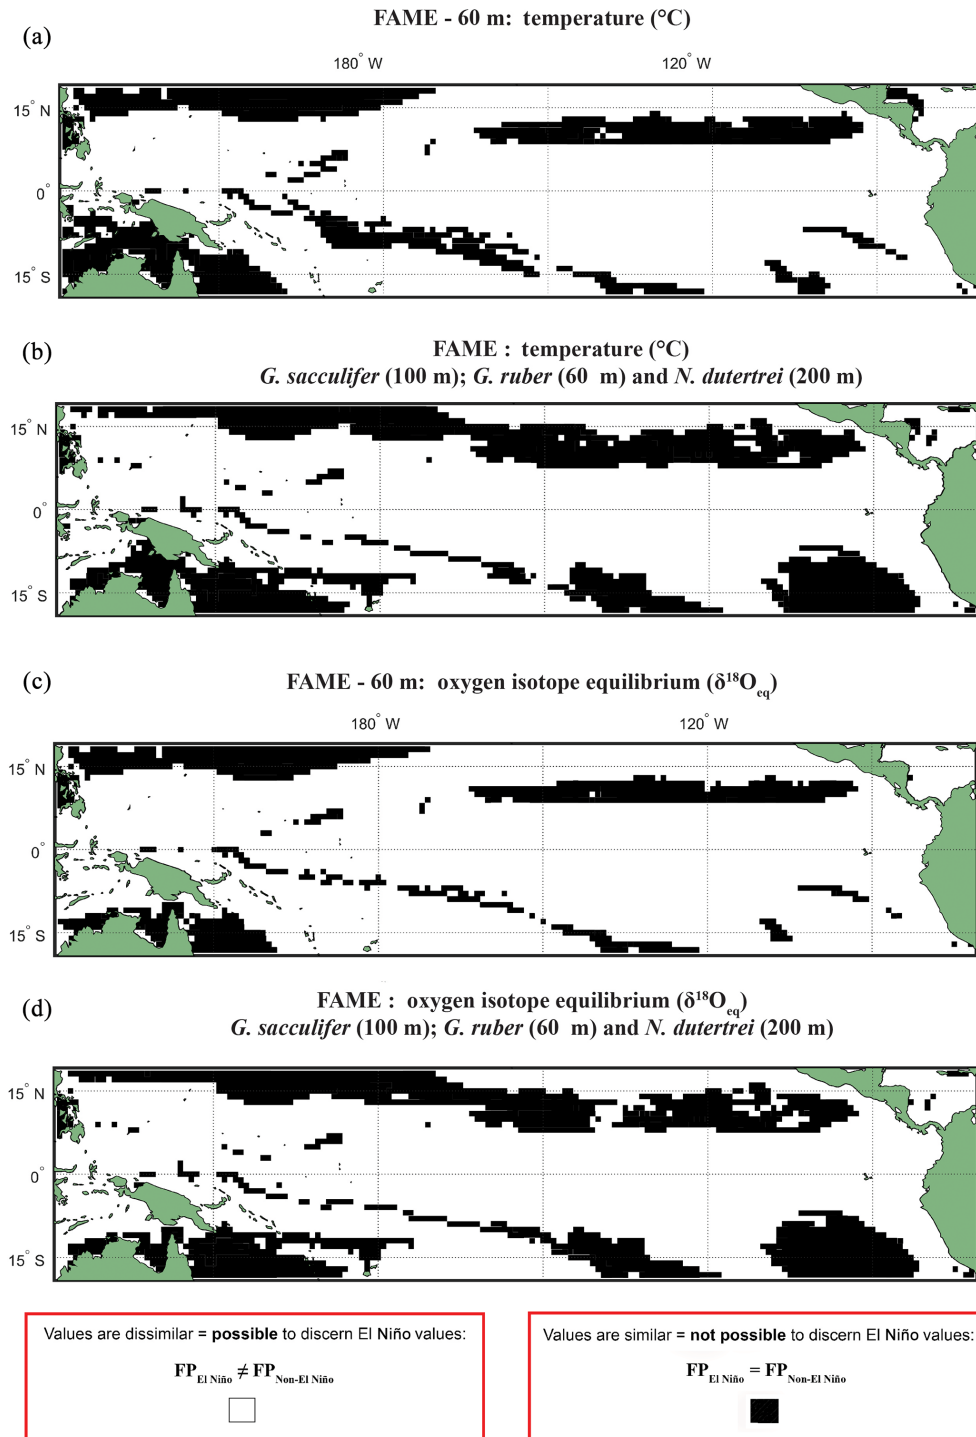 FAME - 60 m: temperature (°C)
(a)
180° W 120° W
15° N
0°
15° S
FAME : temperature (°C)
(b)
G. sacculifer (100 m); G. ruber (60 m) and N. dutertrei (200 m)
15° N
0°
15° S
(c)
FAME - 60 m: oxygen isotope equilibrium (δ¹⁸Oeq)
180° W 120° W
15° N
0°
15° S
(d)
FAME : oxygen isotope equilibrium (δ¹⁸Oeq)
G. sacculifer (100 m); G. ruber (60 m) and N. dutertrei (200 m)
15° N
0°
15° S
Values are dissimilar = possible to discern El Niño values:
FPEl Niño ≠ FPNon-El Niño
Values are similar = not possible to discern El Niño values:
FPEl Niño = FPNon-El Niño